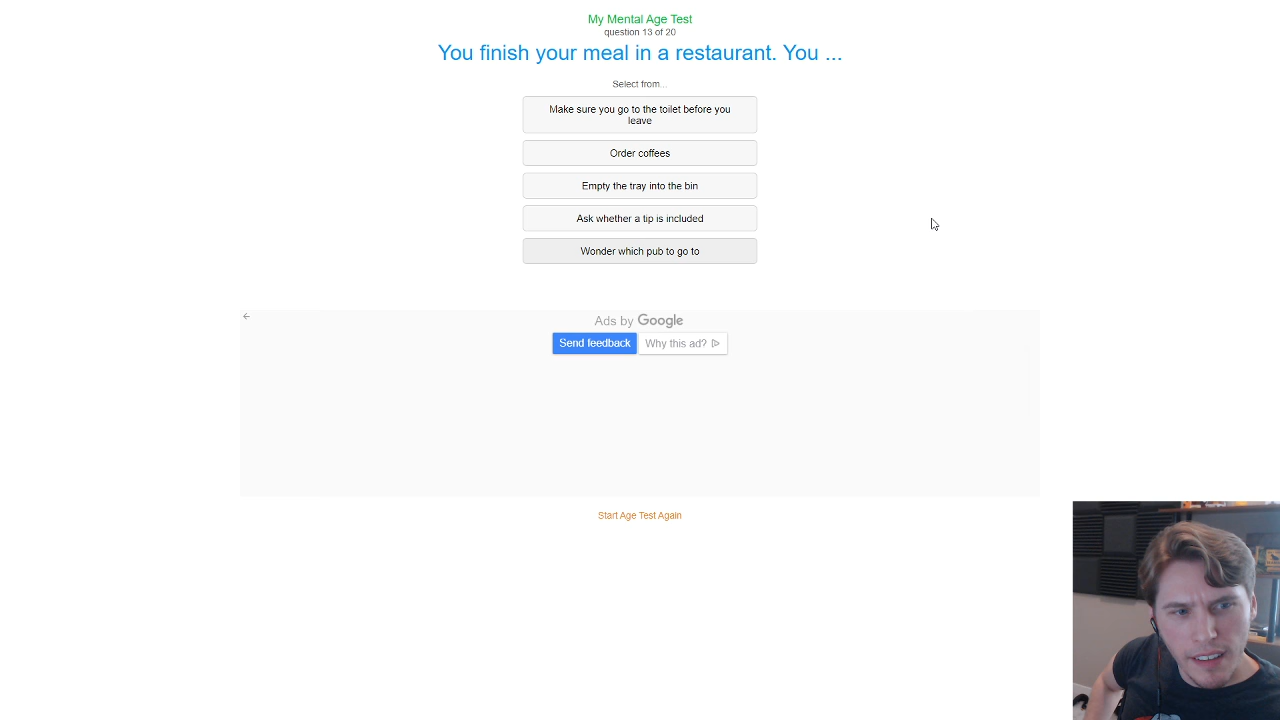 My Mental Age Test
question 13 of 20
You finish your meal in a restaurant. You ...
Select from...
Make sure you go to the toilet before you
leave
Order coffees
Empty the tray into the bin
Ask whether a tip is included
Wonder which pub to go to
Ads by Google
Send feedback
Why this ad?
Start Age Test Again